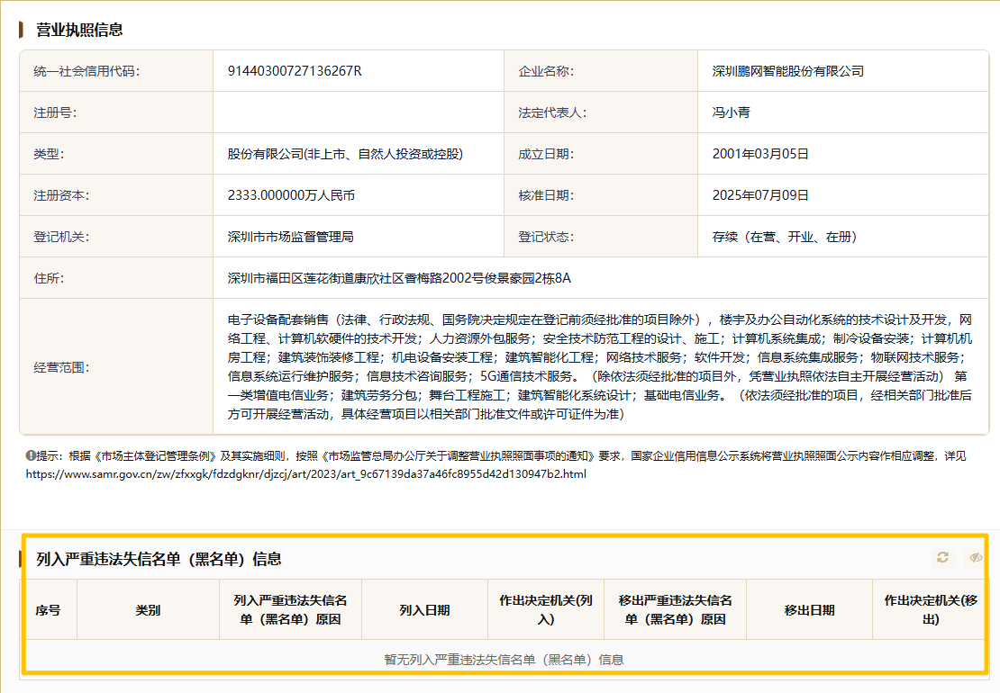 营业执照信息
统一社会信用代码：
91440300727136267R
企业名称：
深圳鹏网智能股份有限公司
注册号：
法定代表人：
冯小青
类型：
股份有限公司(非上市、自然人投资或控股)
成立日期：
2001年03月05日
注册资本：
2333.000000万人民币
核准日期：
2025年07月09日
登记机关：
深圳市市场监督管理局
登记状态：
存续（在营、开业、在册）
住所：
深圳市福田区莲花街道康欣社区香梅路2002号俊景豪园2栋8A
经营范围：
电子设备配套销售（法律、行政法规、国务院决定规定在登记前须经批准的项目除外），楼宇及办公自动化系统的技术设计及开发，网
络工程、计算机软硬件的技术开发；人力资源外包服务；安全技术防范工程的设计、施工；计算机系统集成；制冷设备安装；计算机机
房工程；建筑装饰装修工程；机电设备安装工程；建筑智能化工程；网络技术服务；软件开发；信息系统集成服务；物联网技术服务；
信息系统运行维护服务；信息技术咨询服务；5G通信技术服务。（除依法须经批准的项目外，凭营业执照依法自主开展经营活动） 第
一类增值电信业务；建筑劳务分包；舞台工程施工；建筑智能化系统设计；基础电信业务。（依法须经批准的项目，经相关部门批准后
方可开展经营活动，具体经营项目以相关部门批准文件或许可证件为准）
提示：根据《市场主体登记管理条例》及其实施细则，按照《市场监管总局办公厅关于调整营业执照照面事项的通知》要求，国家企业信用信息公示系统将营业执照照面公示内容作相应调整，详见
https://www.samr.gov.cn/zw/zfxxgk/fdzdgknr/djzcj/art/2023/art_9c67139da37a46fc8955d42d130947b2.html
列入严重违法失信名单（黑名单）信息
序号
类别
列入严重违法失信名
单（黑名单）原因
列入日期
作出决定机关(列
入)
移出严重违法失信名
单（黑名单）原因
移出日期
作出决定机关(移
出)
暂无列入严重违法失信名单（黑名单）信息